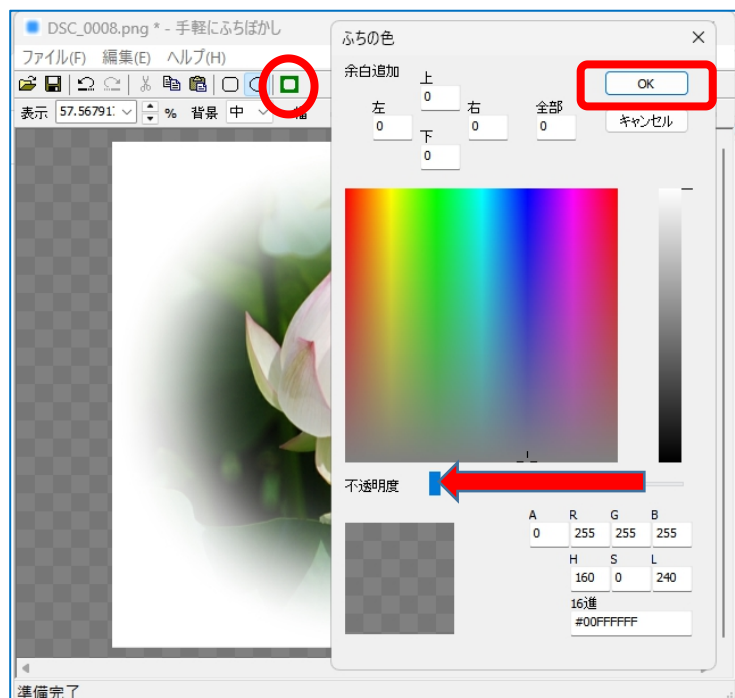 DSC_0008.png * - 手軽にふちぼかし
ファイル(F) 編集(E) ヘルプ(H)
表示 57.56791 % 背景 中 幅
ふちの色
余白追加
上
0
左
0
右
0
全部
0
下
0
OK
キャンセル
不透明度
A R G B
0 255 255 255
H S L
160 0 240
16進
#00FFFFFF
準備完了